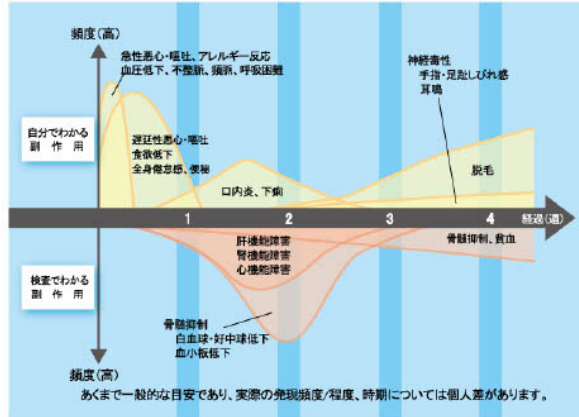 頻度(高)
急性悪心・嘔吐、アレルギー反応
血圧低下、不整脈、頻脈、呼吸困難
神経毒性
手指・足趾しびれ感
耳鳴
自分でわかる
副作用
遅延性悪心・嘔吐
食欲低下
全身倦怠感、便秘
口内炎、下痢
脱毛
1
2
3
4
経過(週)
検査でわかる
副作用
肝機能障害
腎機能障害
心機能障害
骨髄抑制、貧血
骨髄抑制
白血球・好中球低下
血小板低下
頻度(高)
あくまで一般的な目安であり、実際の発現頻度/程度、時期については個人差があります。